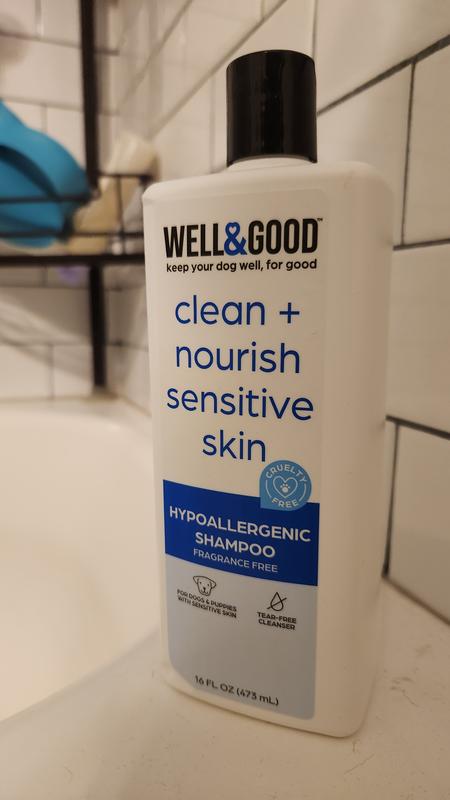 WELL&GOOD™
keep your dog well, for good
clean +
nourish
sensitive
skin
CRUELTY
FREE
HYPOALLERGENIC
SHAMPOO
FRAGRANCE FREE
FOR DOGS & PUPPIES
WITH SENSITIVE SKIN
TEAR-FREE
CLEANSER
16 FL OZ (473 mL)